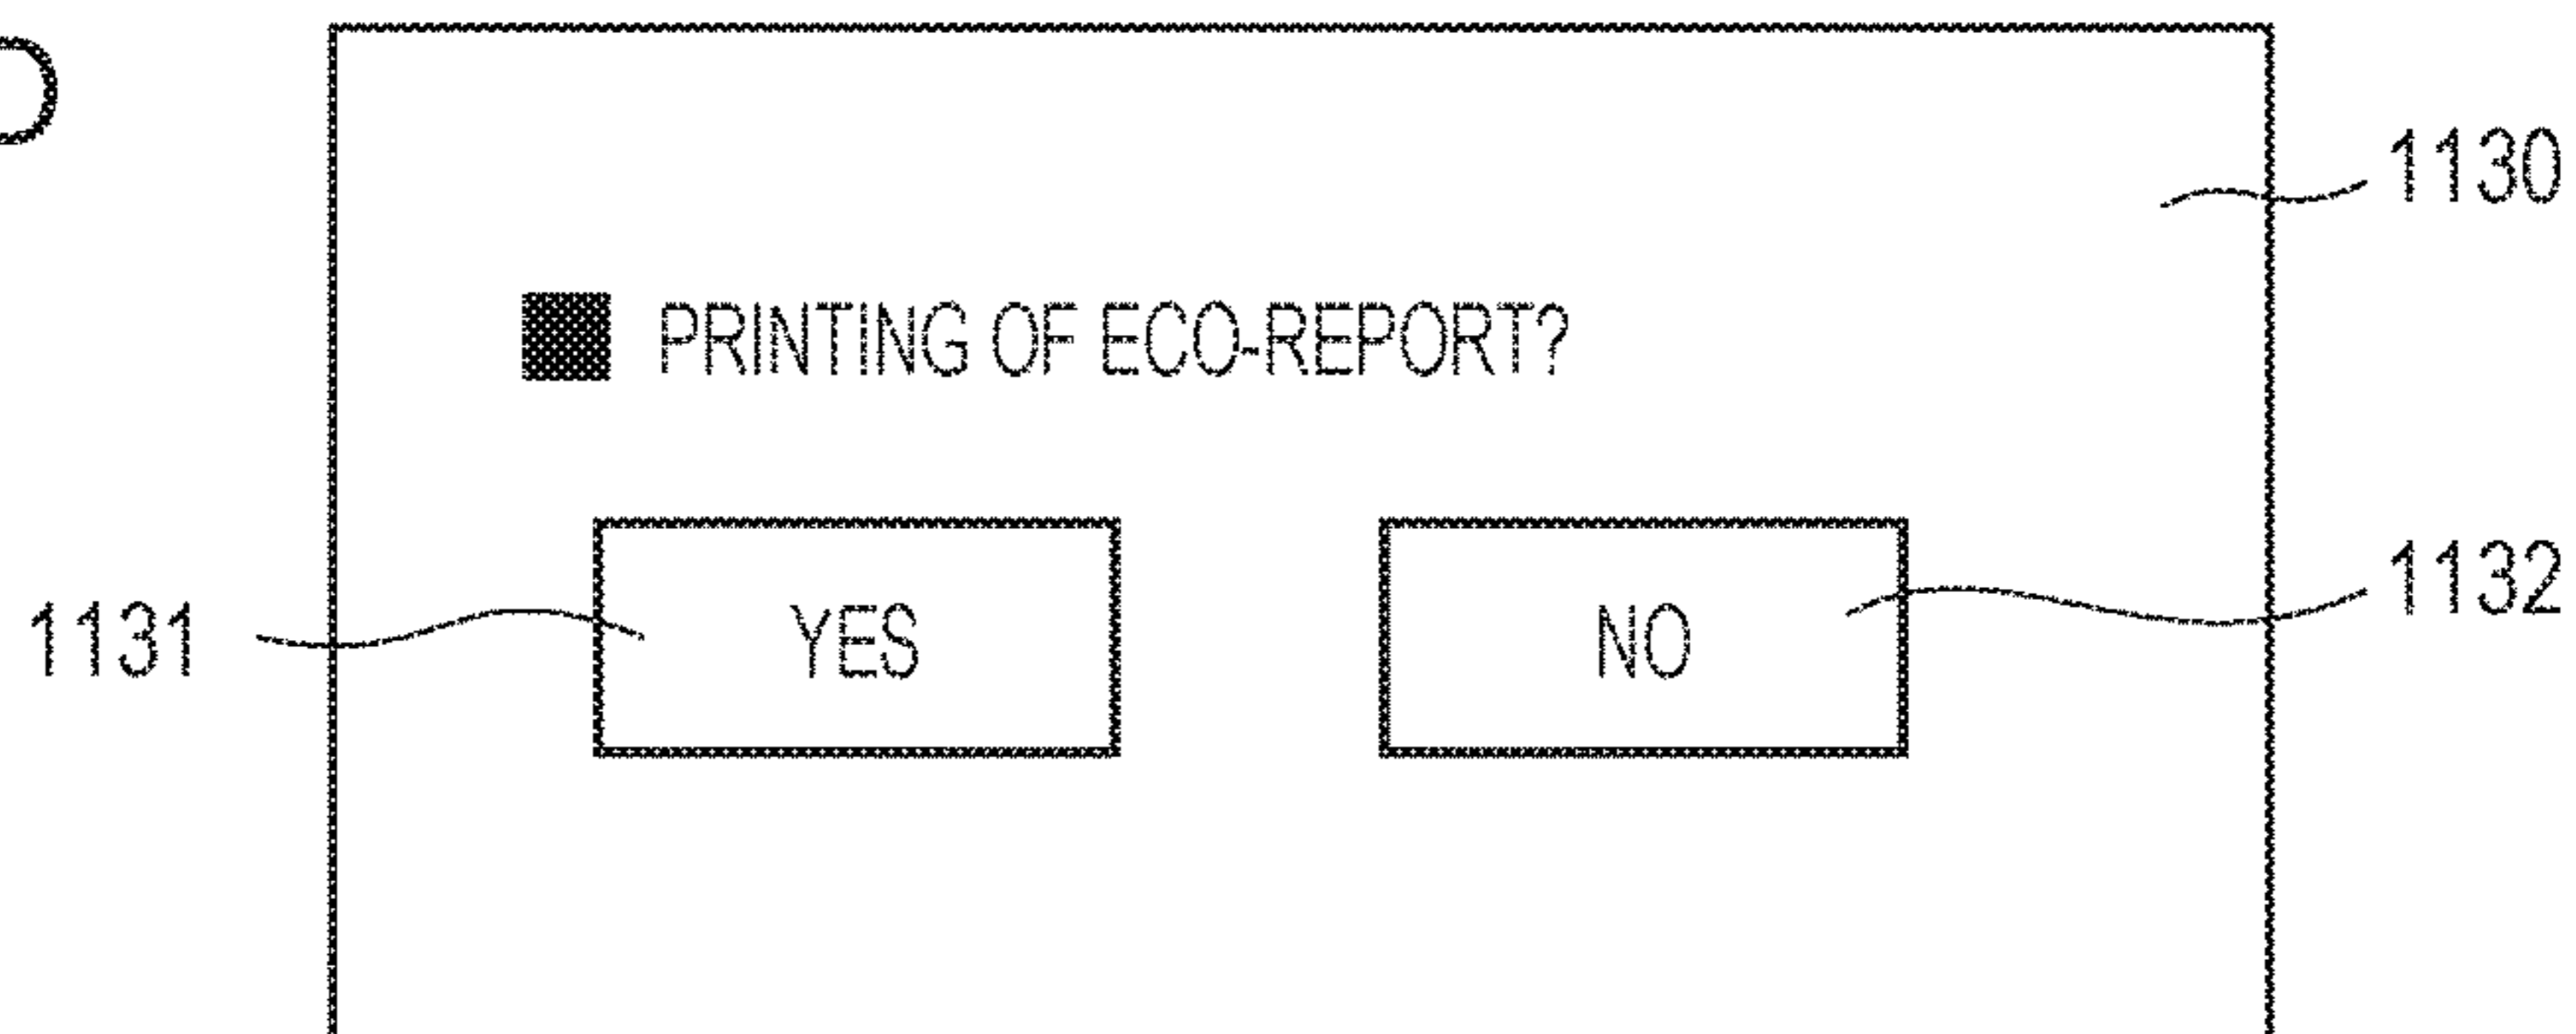 D
1130
■ PRINTING OF ECO-REPORT?
1131
YES
NO
1132